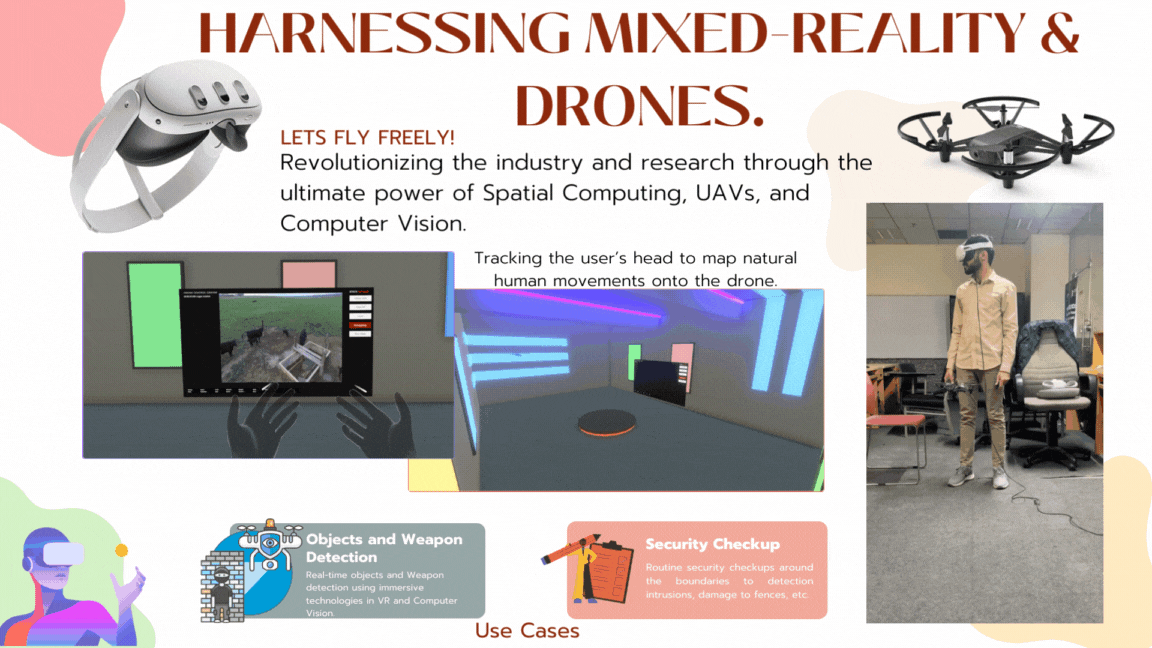 HARNESSING MIXED-REALITY &
DRONES.
LETS FLY FREELY!
Revolutionizing the industry and research through the
ultimate power of Spatial Computing, UAVs, and
Computer Vision.
Tracking the user's head to map natural
human movements onto the drone.
Objects and Weapon
Detection
Real-time objects and Weapon
detection using immersive
technologies in VR and Computer
Vision.
Security Checkup
Routine security checkups around
the boundaries to detection
intrusions, damage to fences, etc.
Use Cases